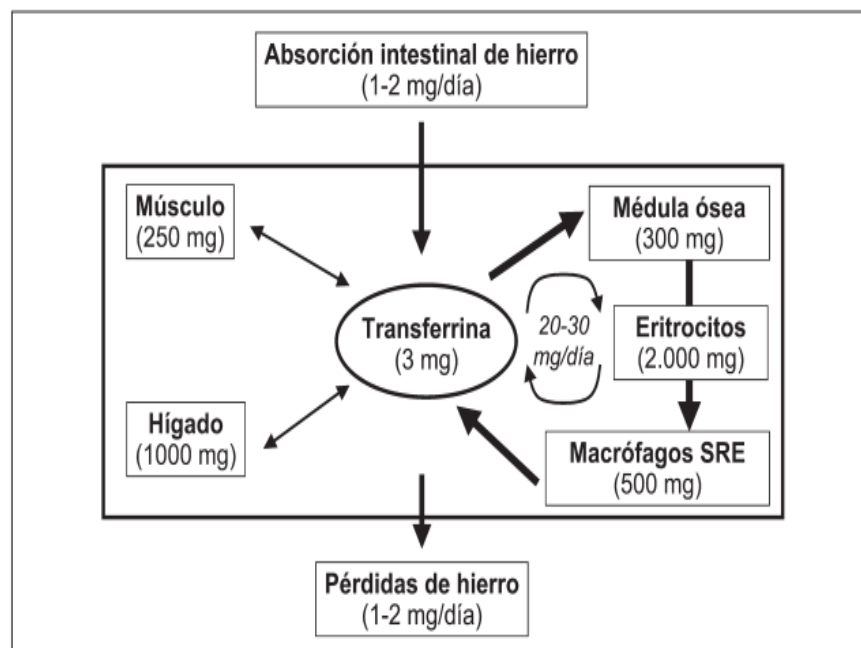 Absorción intestinal de hierro
(1-2 mg/día)
Músculo
(250 mg)
Médula ósea
(300 mg)
Transferrina
(3 mg)
20-30
mg/día
Eritrocitos
(2.000 mg)
Hígado
(1000 mg)
Macrófagos SRE
(500 mg)
Pérdidas de hierro
(1-2 mg/día)